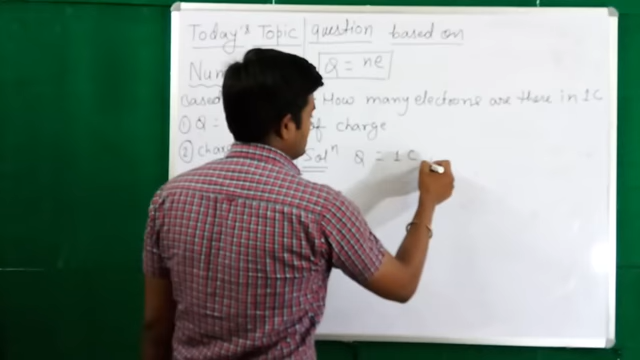 Today's Topic question based on
Num Q = ne
Based How many electrons are there in 1C
① Q = of charge
② Charg Solⁿ Q = 1 C